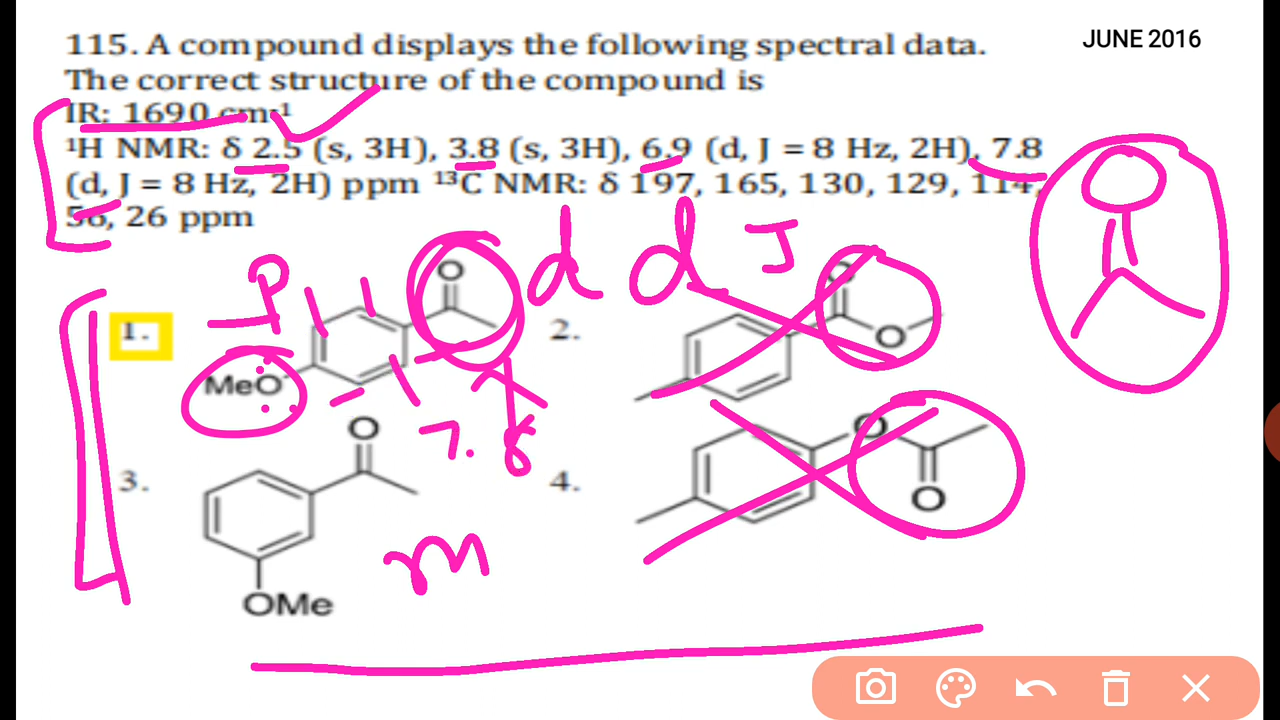 115. A compound displays the following spectral data.
JUNE 2016
The correct structure of the compound is
IR: 1690 cm-¹
¹H NMR: δ 2.5 (s, 3H), 3.8 (s, 3H), 6.9 (d, J = 8 Hz, 2H), 7.8
(d, J = 8 Hz, 2H) ppm ¹³C NMR: δ 197, 165, 130, 129, 114,
56, 26 ppm
P
d d J
1.
O
MeO
2.
O
O
7.8
3.
O
OMe
m
4.
O
O